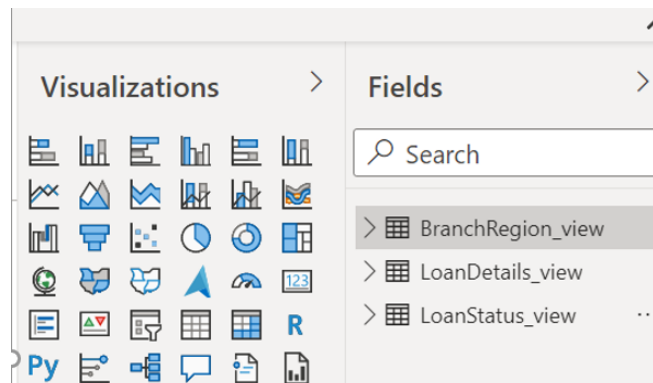 Visualizations
Fields
Search
BranchRegion_view
123
LoanDetails_view
LoanStatus_view
R
Py